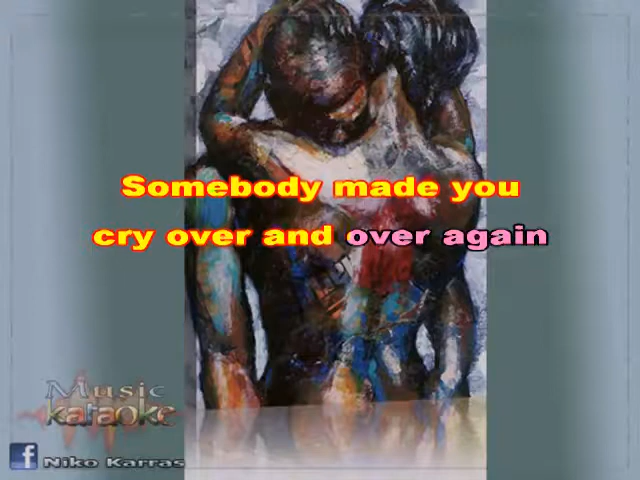 Somebody made you
cry over and over again
Music
karaoke
f Niko Karras